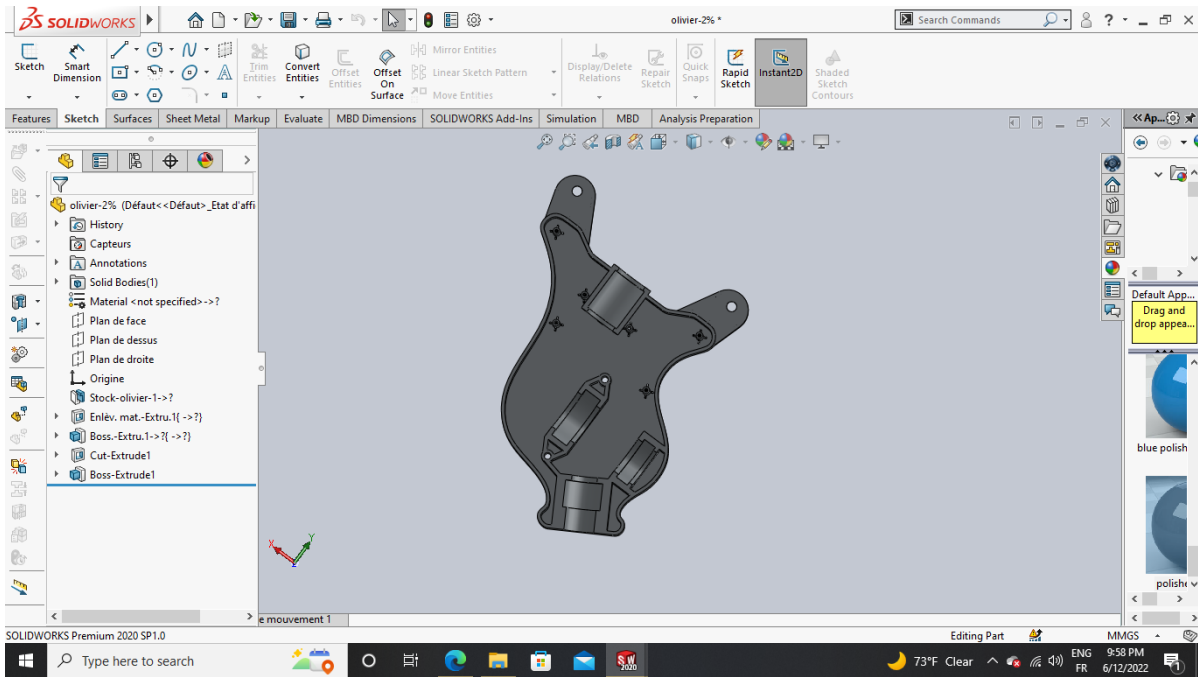 SOLIDWORKS
olivier-2% *
Search Commands
Sketch
Smart Dimension
Trim Entities
Convert Entities
Offset Entities
Offset On Surface
Mirror Entities
Linear Sketch Pattern
Move Entities
Display/Delete Relations
Repair Sketch
Quick Snaps
Rapid Sketch
Instant2D
Shaded Sketch Contours
Features
Sketch
Surfaces
Sheet Metal
Markup
Evaluate
MBD Dimensions
SOLIDWORKS Add-Ins
Simulation
MBD
Analysis Preparation
Ap...
olivier-2% (Défaut<<Défaut>_Etat d'affi
History
Capteurs
Annotations
Solid Bodies(1)
Material <not specified>->?
Plan de face
Plan de dessus
Plan de droite
Origine
Stock-olivier-1->?
Enlèv. mat.-Extru.1{ ->?}
Boss.-Extru.1->?{ ->?}
Cut-Extrude1
Boss-Extrude1
X
Y
Z
Default App...
Drag and drop appea...
blue polish
polishe
e mouvement 1
SOLIDWORKS Premium 2020 SP1.0
Editing Part
MMGS
Type here to search
SW
2020
73°F Clear
ENG
FR
9:58 PM
6/12/2022
1